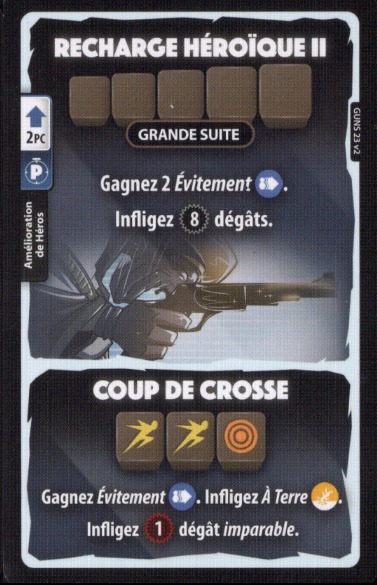 RECHARGE HÉROÏQUE II
GRANDE SUITE
2PC
P
Amélioration
de Héros
GUNS 23 v2
Gagnez 2 Évitement .
Infligez 8 dégâts.
COUP DE CROSSE
Gagnez Évitement . Infligez À Terre .
Infligez 1 dégât imparable.